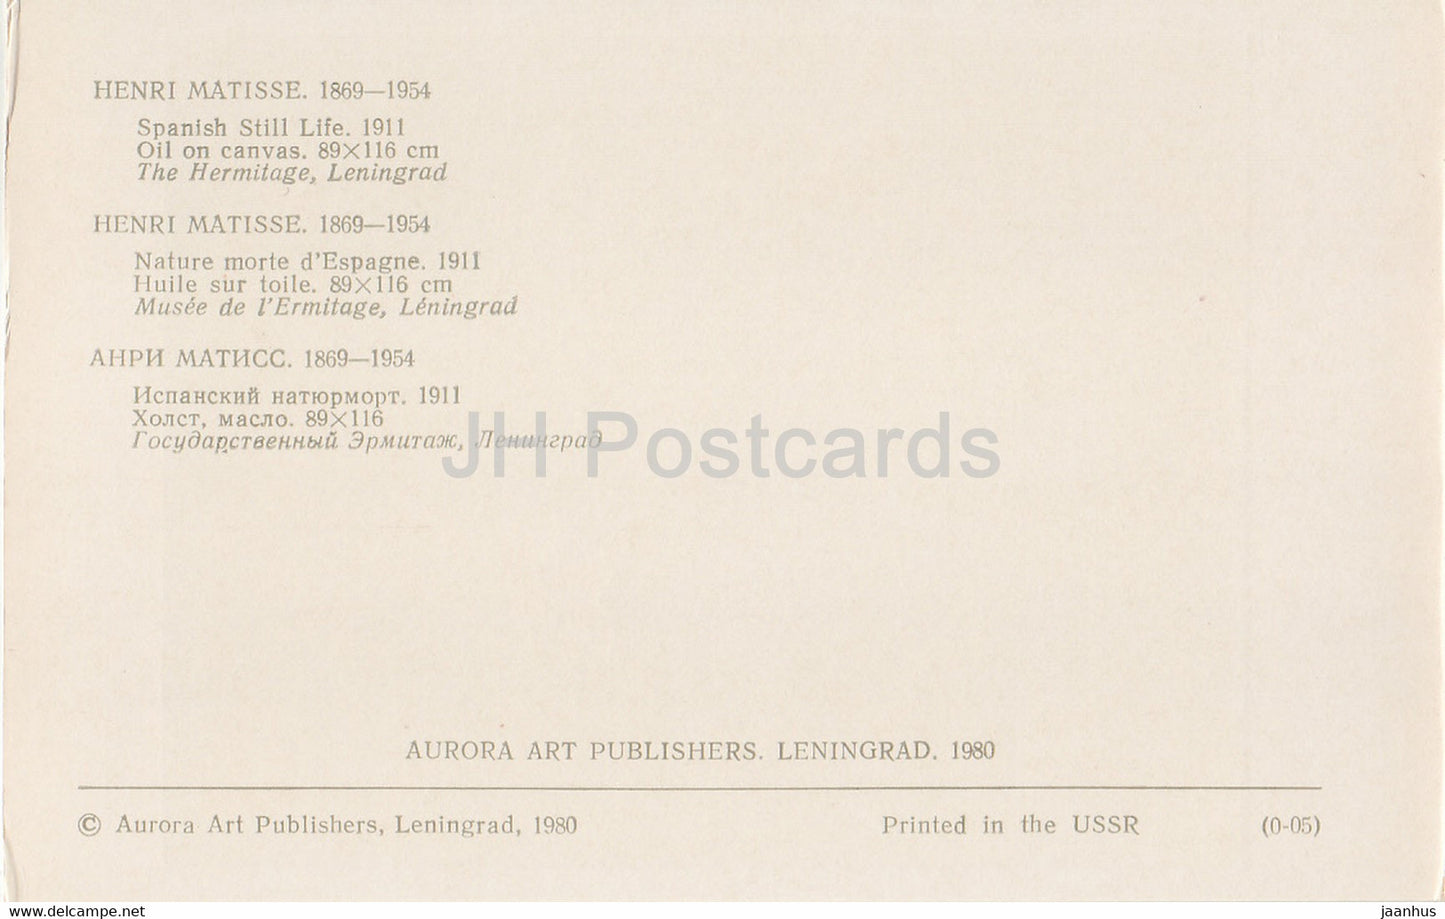 HENRI MATISSE. 1869—1954
Spanish Still Life. 1911
Oil on canvas. 89×116 cm
The Hermitage, Leningrad
HENRI MATISSE. 1869—1954
Nature morte d'Espagne. 1911
Huile sur toile. 89×116 cm
Musée de l'Ermitage, Léningrad
АНРИ МАТИСС. 1869—1954
Испанский натюрморт. 1911
Холст, масло. 89×116
Государственный Эрмитаж, Ленинград
JH Postcards
AURORA ART PUBLISHERS. LENINGRAD. 1980
© Aurora Art Publishers, Leningrad, 1980 Printed in the USSR (0-05)
www.delcampe.net jaanhus